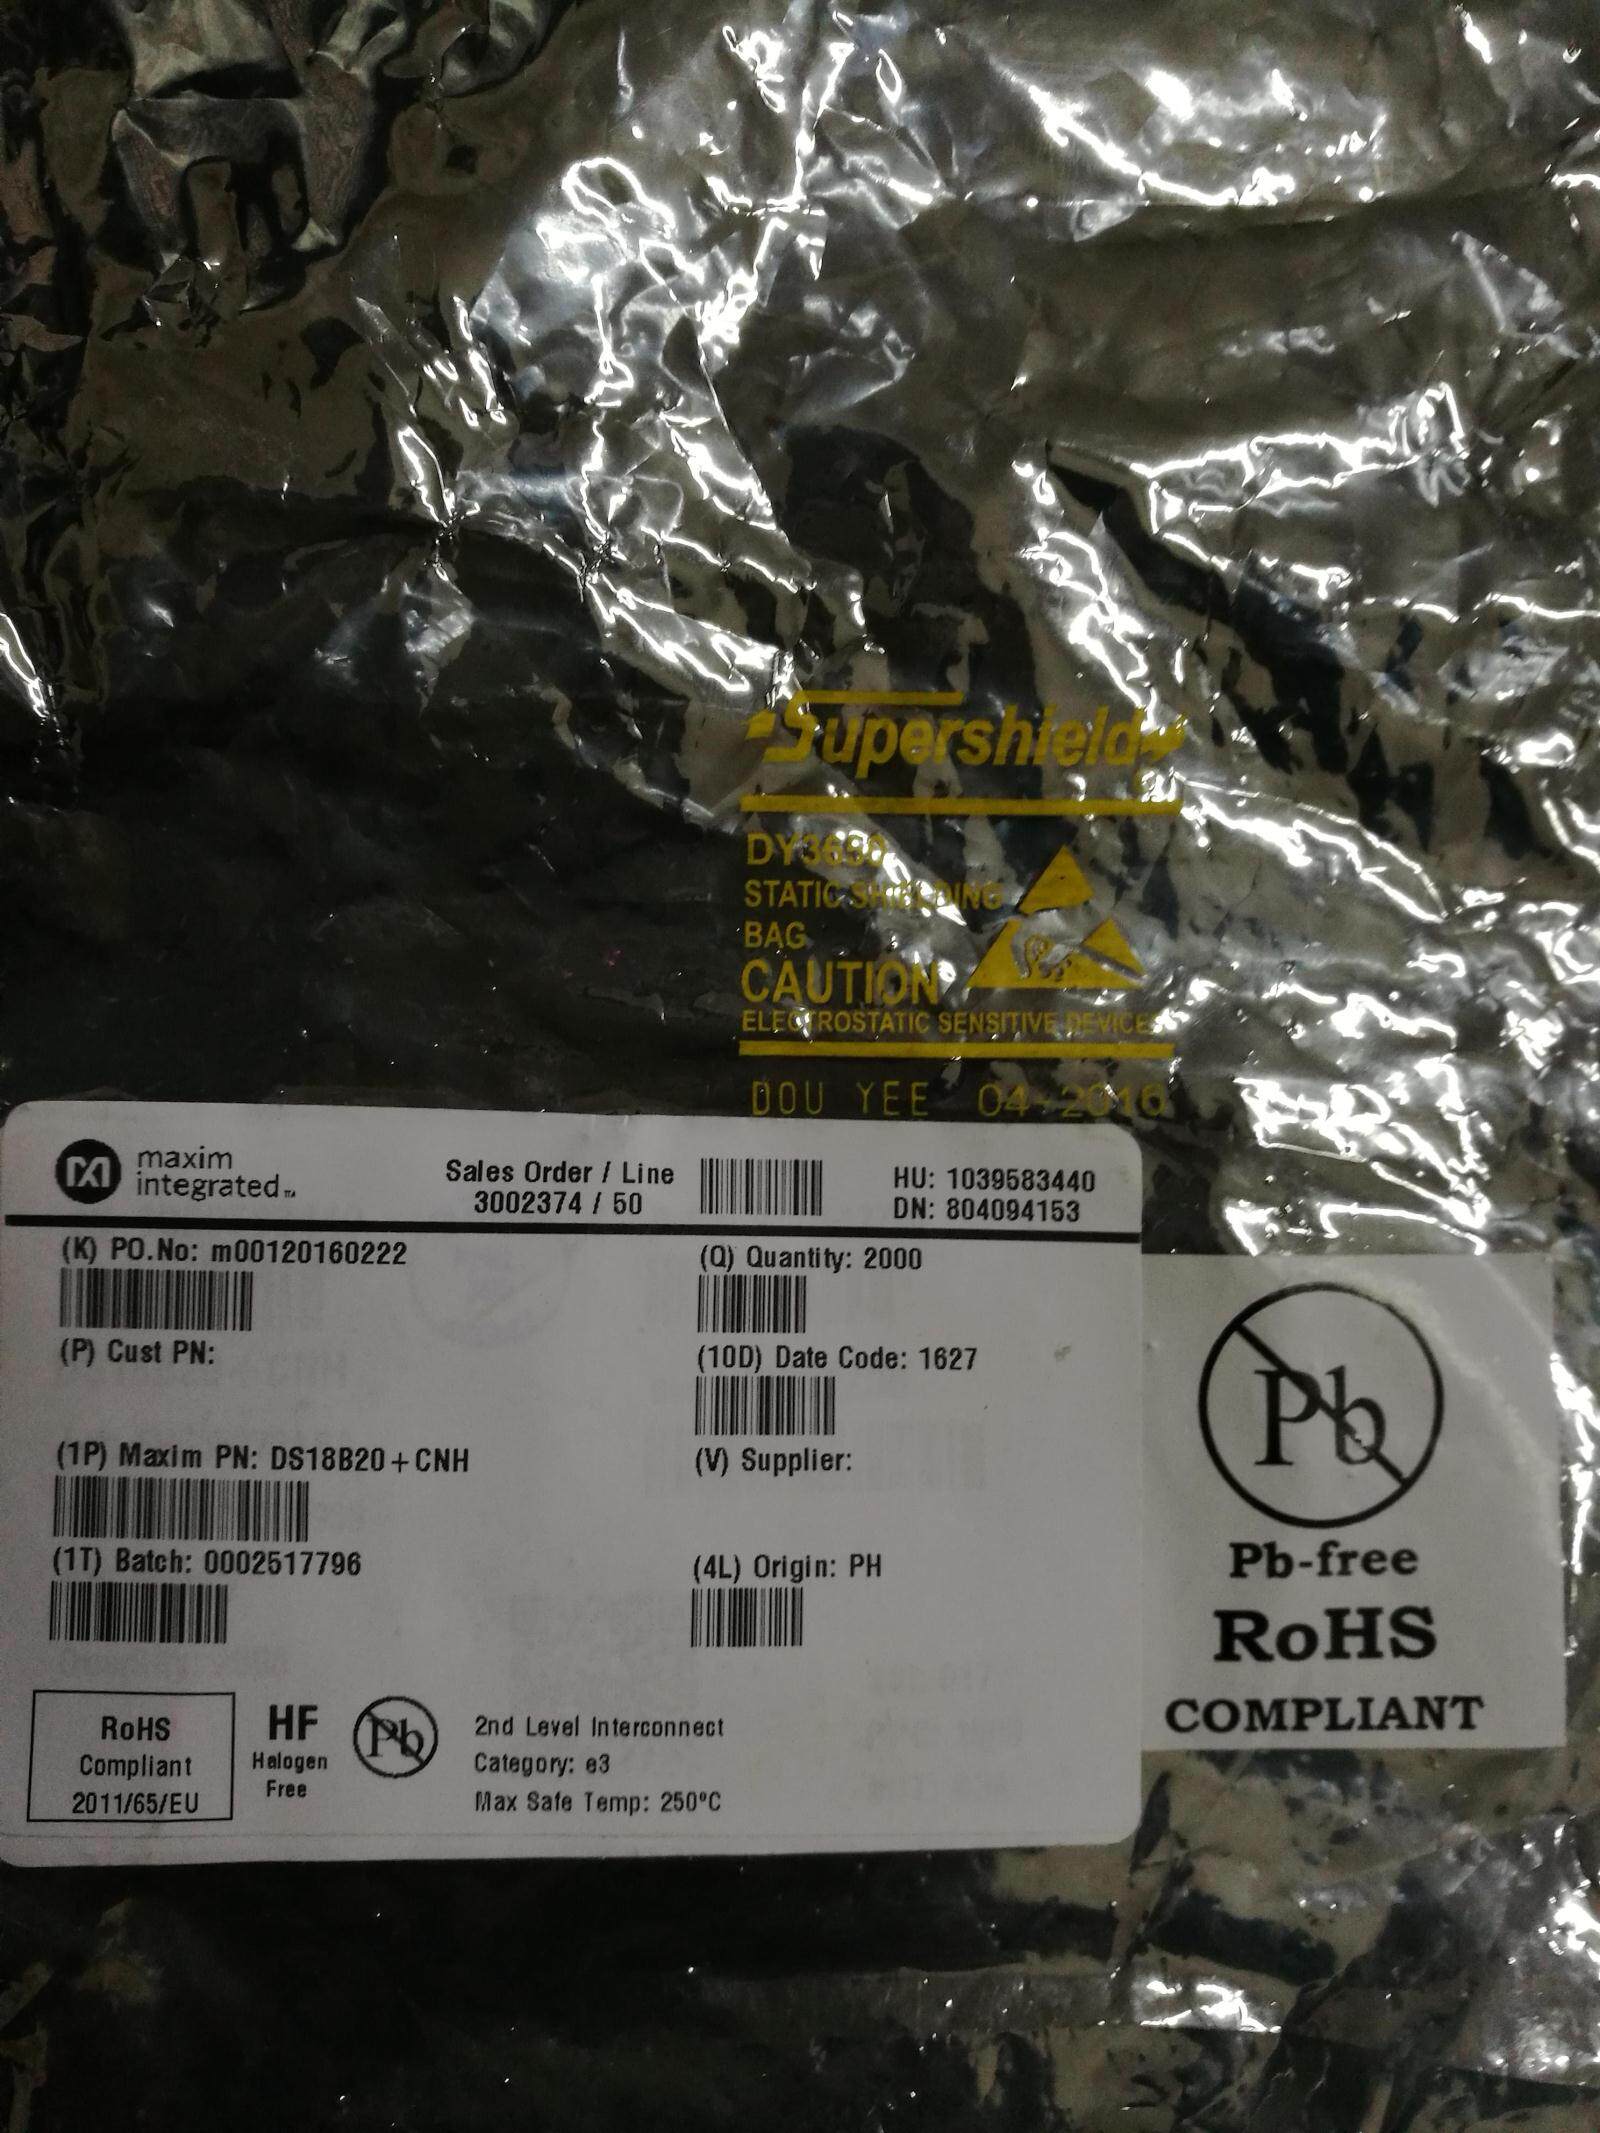 Supershield
STATIC SHIELDING
BAG
CAUTION
ELECTROSTATIC SENSITIVE DEVICES
DOU YEE 04-2016
maxim
integrated™
Sales Order / Line
3002374 / 50
HU: 1039583440
DN: 804094153
(K) PO.No: m00120160222
(Q) Quantity: 2000
(P) Cust PN:
(10D) Date Code: 1627
(1P) Maxim PN: DS18B20+CNH
(V) Supplier:
(1T) Batch: 0002517796
(4L) Origin: PH
RoHS
Compliant
2011/65/EU
HF
Halogen
Free
Pb
2nd Level Interconnect
Category: e3
Max Safe Temp: 250ºC
Pb
Pb-free
RoHS
COMPLIANT